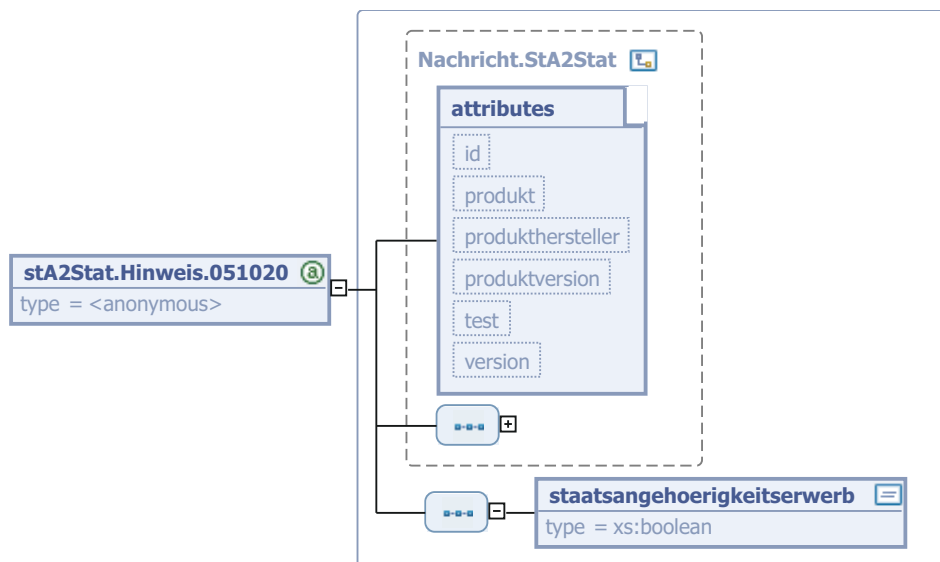 Nachricht.StA2Stat
attributes
id
produkt
produkthersteller
produktversion
test
version
stA2Stat.Hinweis.051020 a
type = <anonymous>
staatsangehoerigkeitserwerb
type = xs:boolean